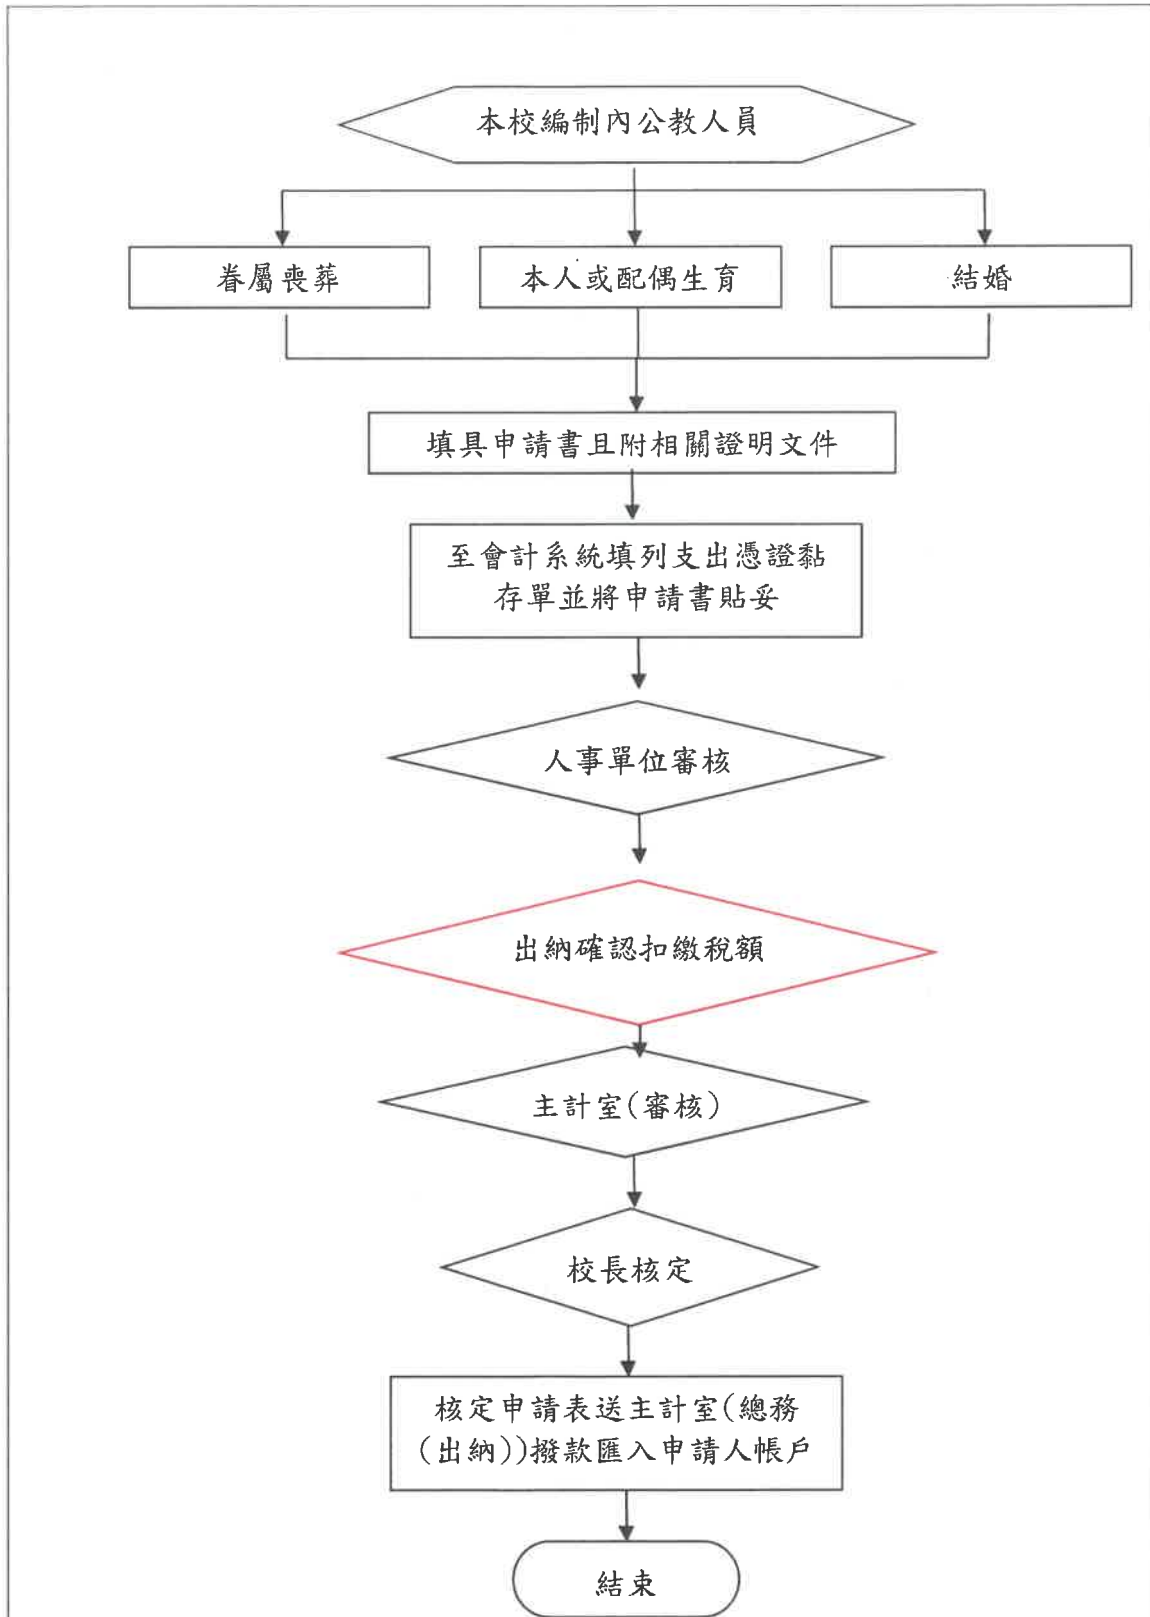 本校編制內公教人員
眷屬喪葬
本人或配偶生育
結婚
填具申請書且附相關證明文件
至會計系統填列支出憑證黏
存單並將申請書貼妥
人事單位審核
出納確認扣繳稅額
主計室(審核)
校長核定
核定申請表送主計室(總務
(出納))撥款匯入申請人帳戶
結束